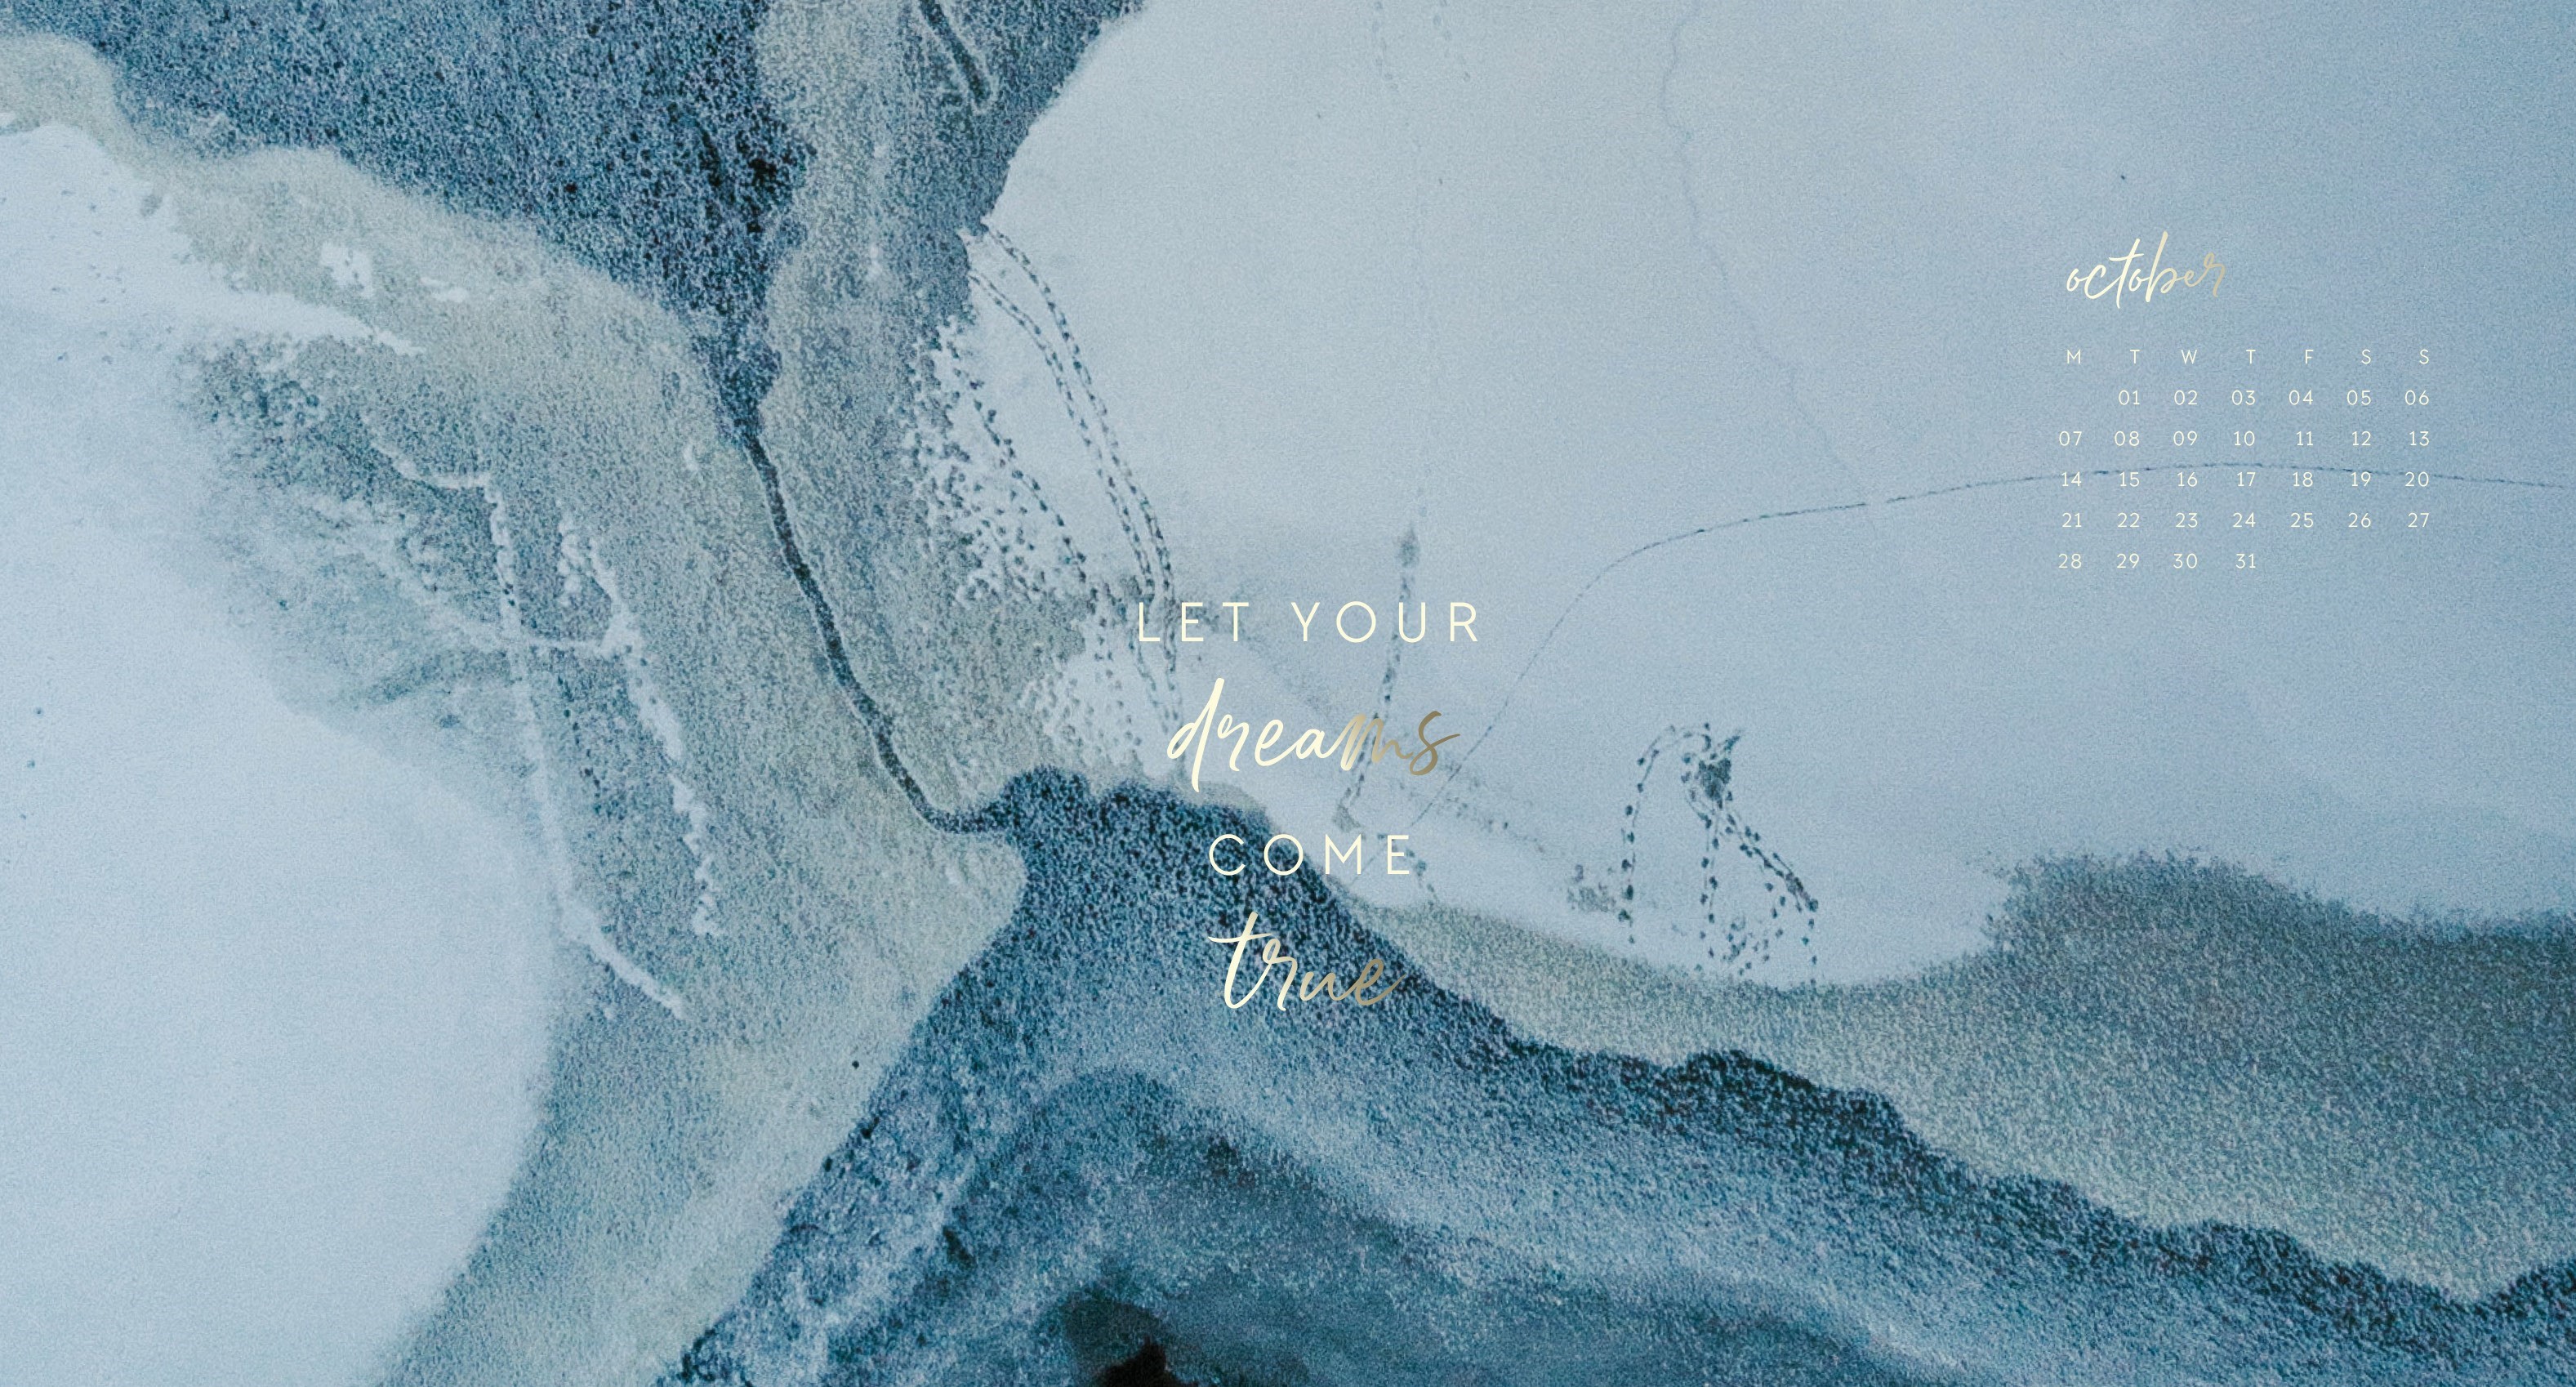 october
M T W T F S S
01 02 03 04 05 06
07 08 09 10 11 12 13
14 15 16 17 18 19 20
21 22 23 24 25 26 27
28 29 30 31
LET YOUR
dreams
COME
true